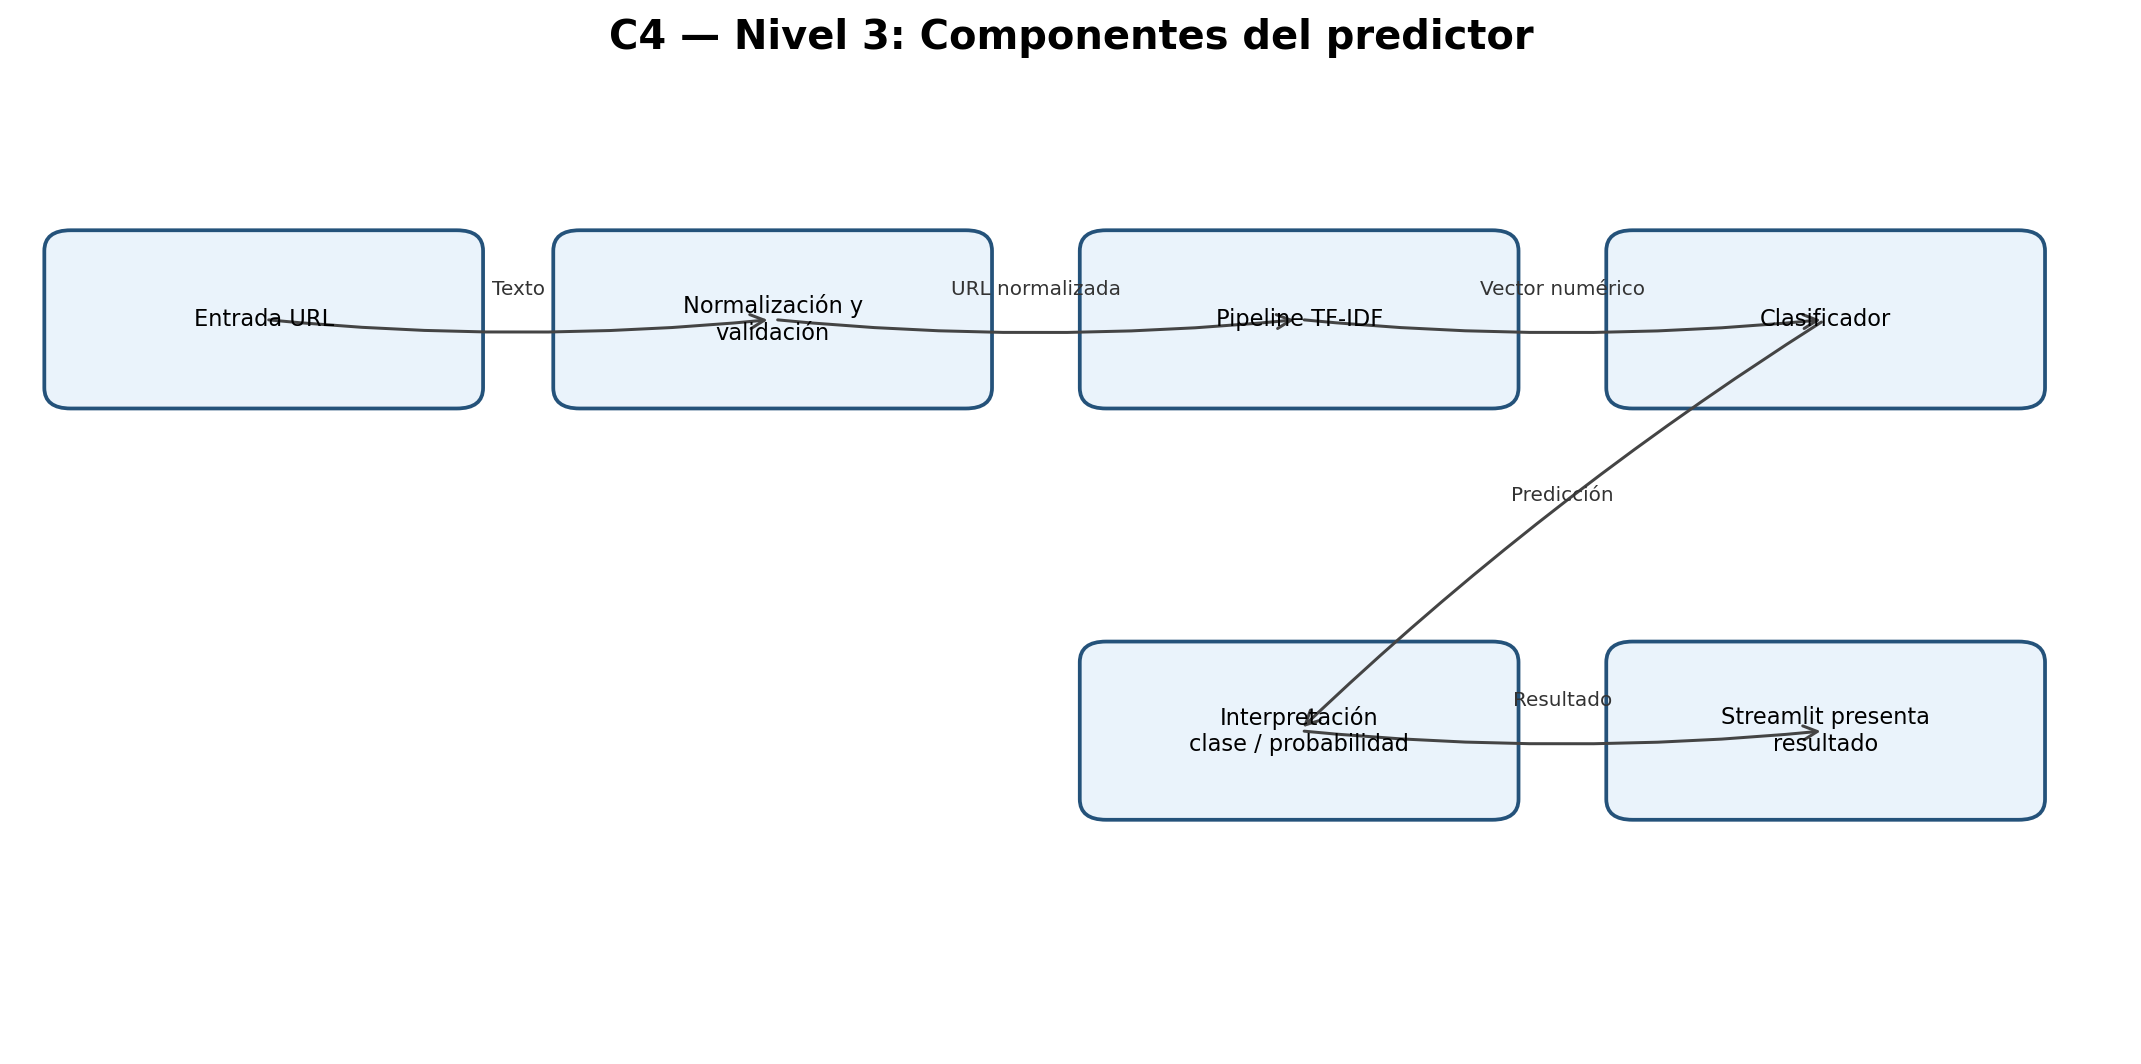 C4 — Nivel 3: Componentes del predictor
Entrada URL
Texto
Normalización y
validación
URL normalizada
Pipeline TF-IDF
Vector numérico
Clasificador
Predicción
Interpretación
clase / probabilidad
Resultado
Streamlit presenta
resultado